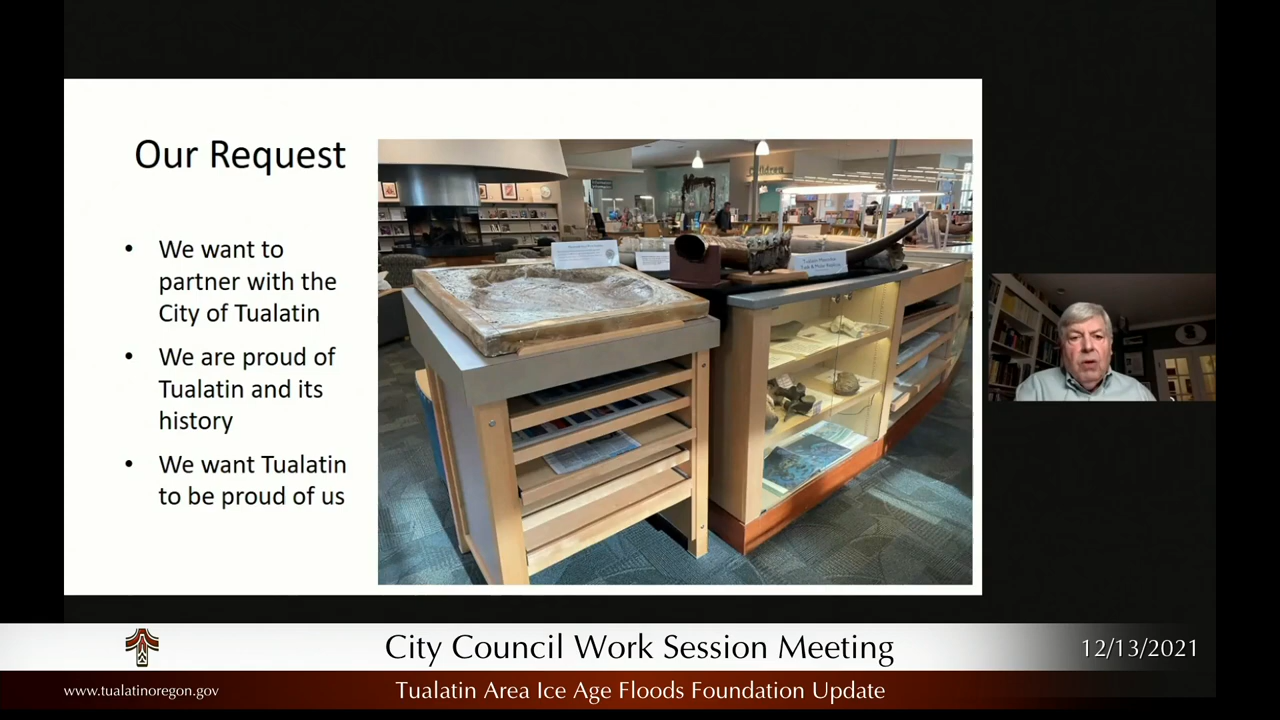 Our Request
• We want to
partner with the
City of Tualatin
• We are proud of
Tualatin and its
history
• We want Tualatin
to be proud of us
Children
City Council Work Session Meeting
12/13/2021
www.tualatinoregon.gov
Tualatin Area Ice Age Floods Foundation Update